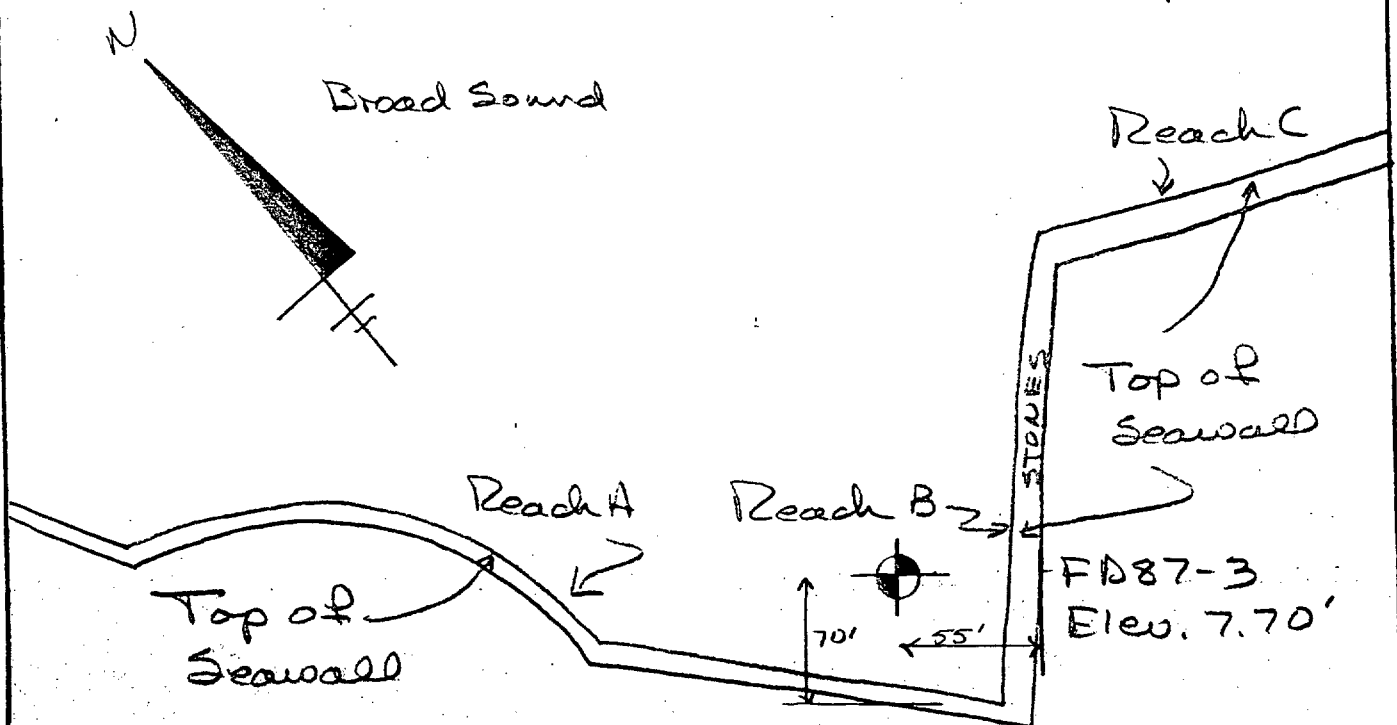 N
Broad Sound
Reach C
Top of
Seawall
STONES
Reach A
Reach B
FD87-3
Elev. 7.70'
70'
55'
Top of
Seawall